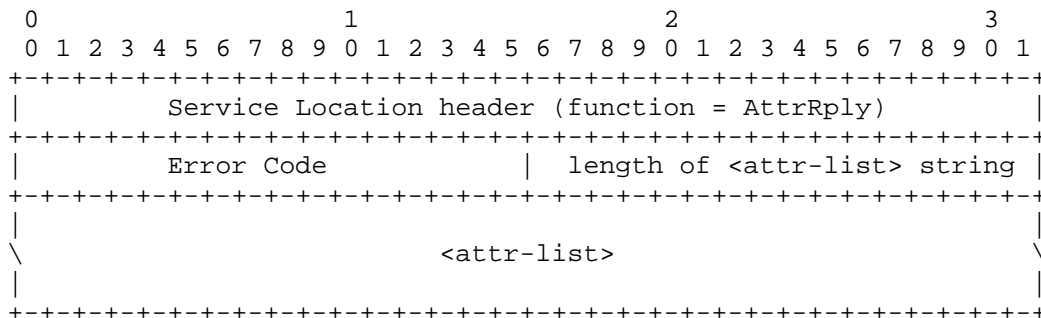 0                   1                   2                   3
 0 1 2 3 4 5 6 7 8 9 0 1 2 3 4 5 6 7 8 9 0 1 2 3 4 5 6 7 8 9 0 1
+-+-+-+-+-+-+-+-+-+-+-+-+-+-+-+-+-+-+-+-+-+-+-+-+-+-+-+-+-+-+-+-+
|         Service Location header (function = AttrRply)         |
+-+-+-+-+-+-+-+-+-+-+-+-+-+-+-+-+-+-+-+-+-+-+-+-+-+-+-+-+-+-+-+-+
|          Error Code            |  length of <attr-list> string |
+-+-+-+-+-+-+-+-+-+-+-+-+-+-+-+-+-+-+-+-+-+-+-+-+-+-+-+-+-+-+-+-+
|                                                               |
\                          <attr-list>                          \
|                                                               |
+-+-+-+-+-+-+-+-+-+-+-+-+-+-+-+-+-+-+-+-+-+-+-+-+-+-+-+-+-+-+-+-+